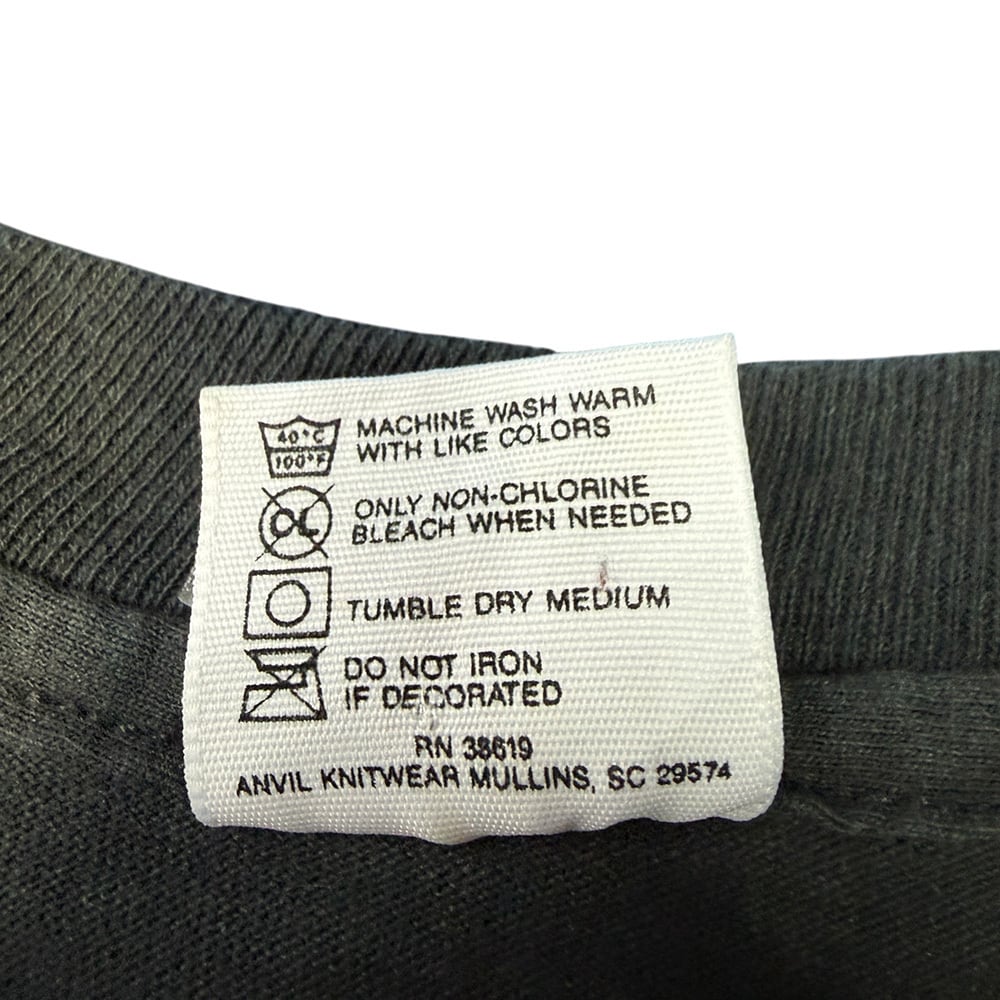 40°C
100°F
MACHINE WASH WARM
WITH LIKE COLORS
CL
ONLY NON-CHLORINE
BLEACH WHEN NEEDED
TUMBLE DRY MEDIUM
DO NOT IRON
IF DECORATED
RN 38619
ANVIL KNITWEAR MULLINS, SC 29574